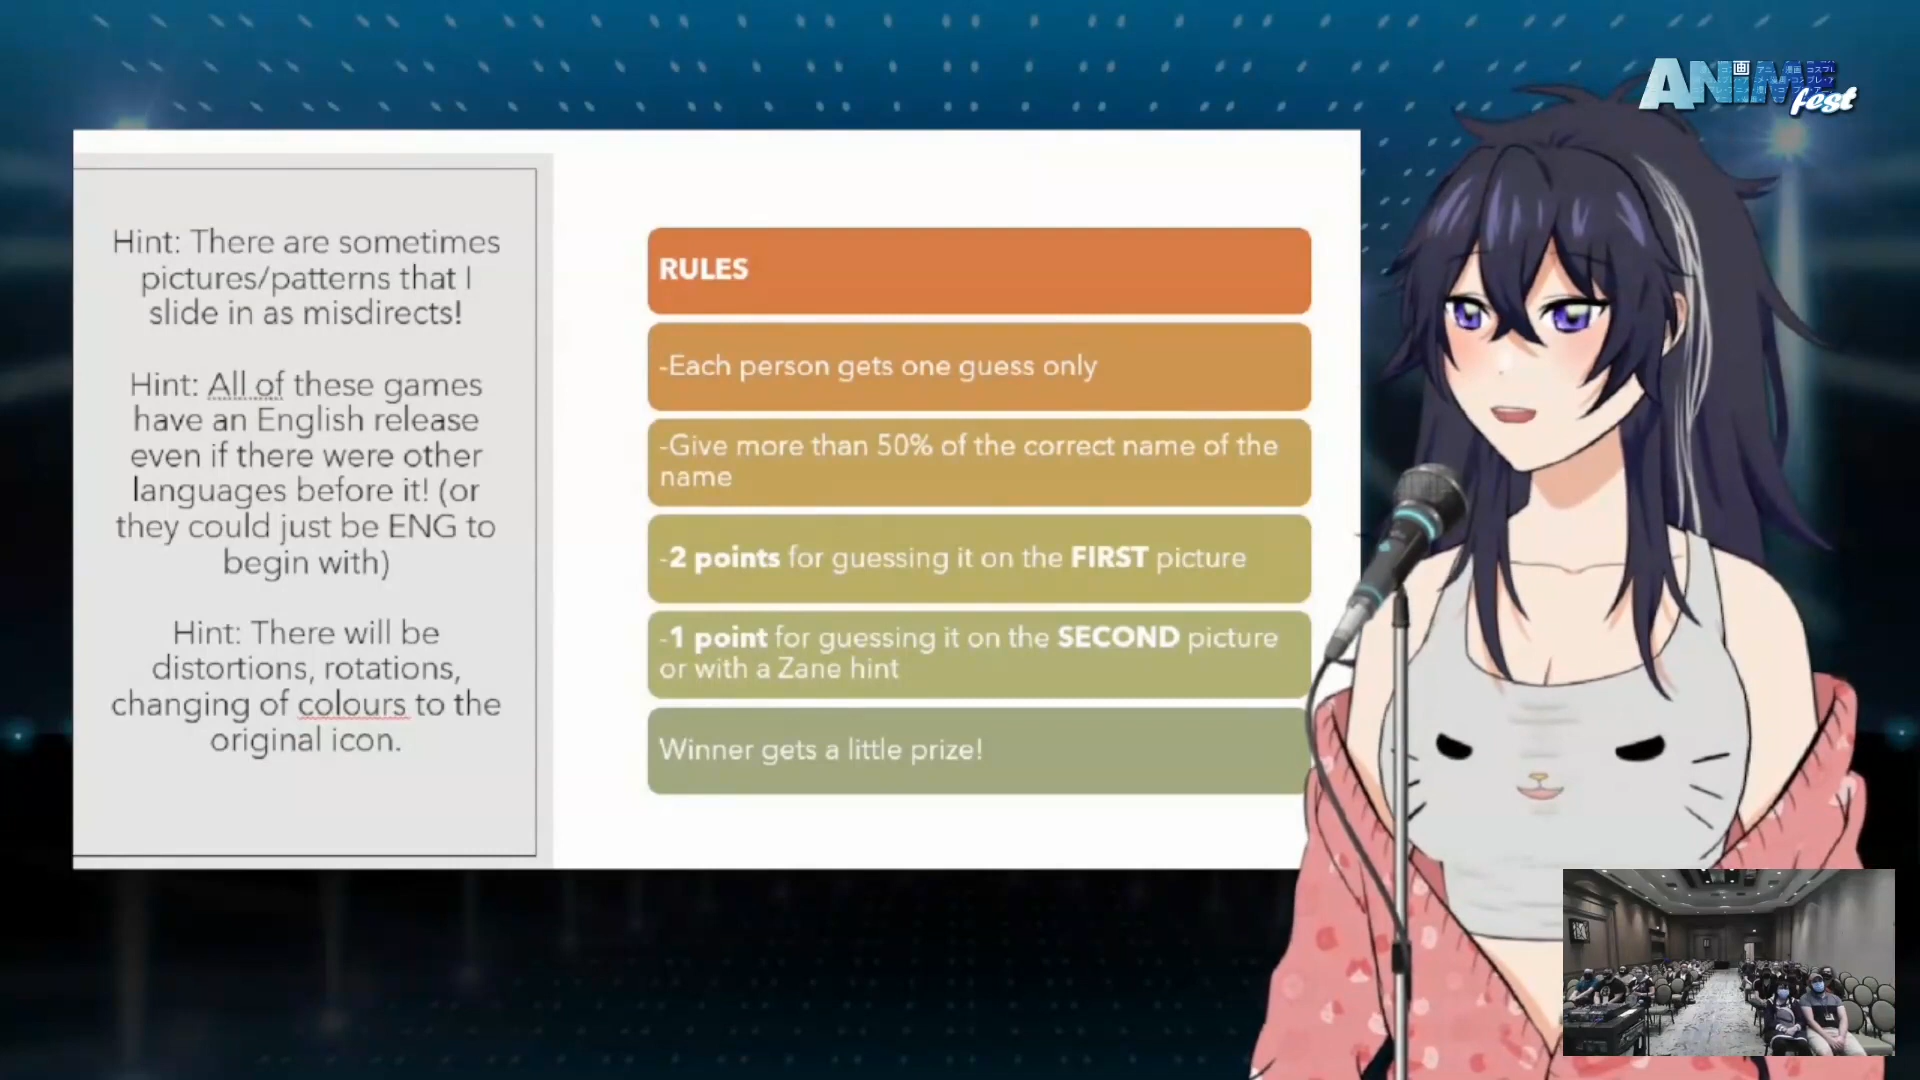 ANIME
fest
Hint: There are sometimes
pictures/patterns that I
slide in as misdirects!
Hint: All of these games
have an English release
even if there were other
languages before it! (or
they could just be ENG to
begin with)
Hint: There will be
distortions, rotations,
changing of colours to the
original icon.
RULES
-Each person gets one guess only
-Give more than 50% of the correct name of the
name
-2 points for guessing it on the FIRST picture
-1 point for guessing it on the SECOND picture
or with a Zane hint
Winner gets a little prize!